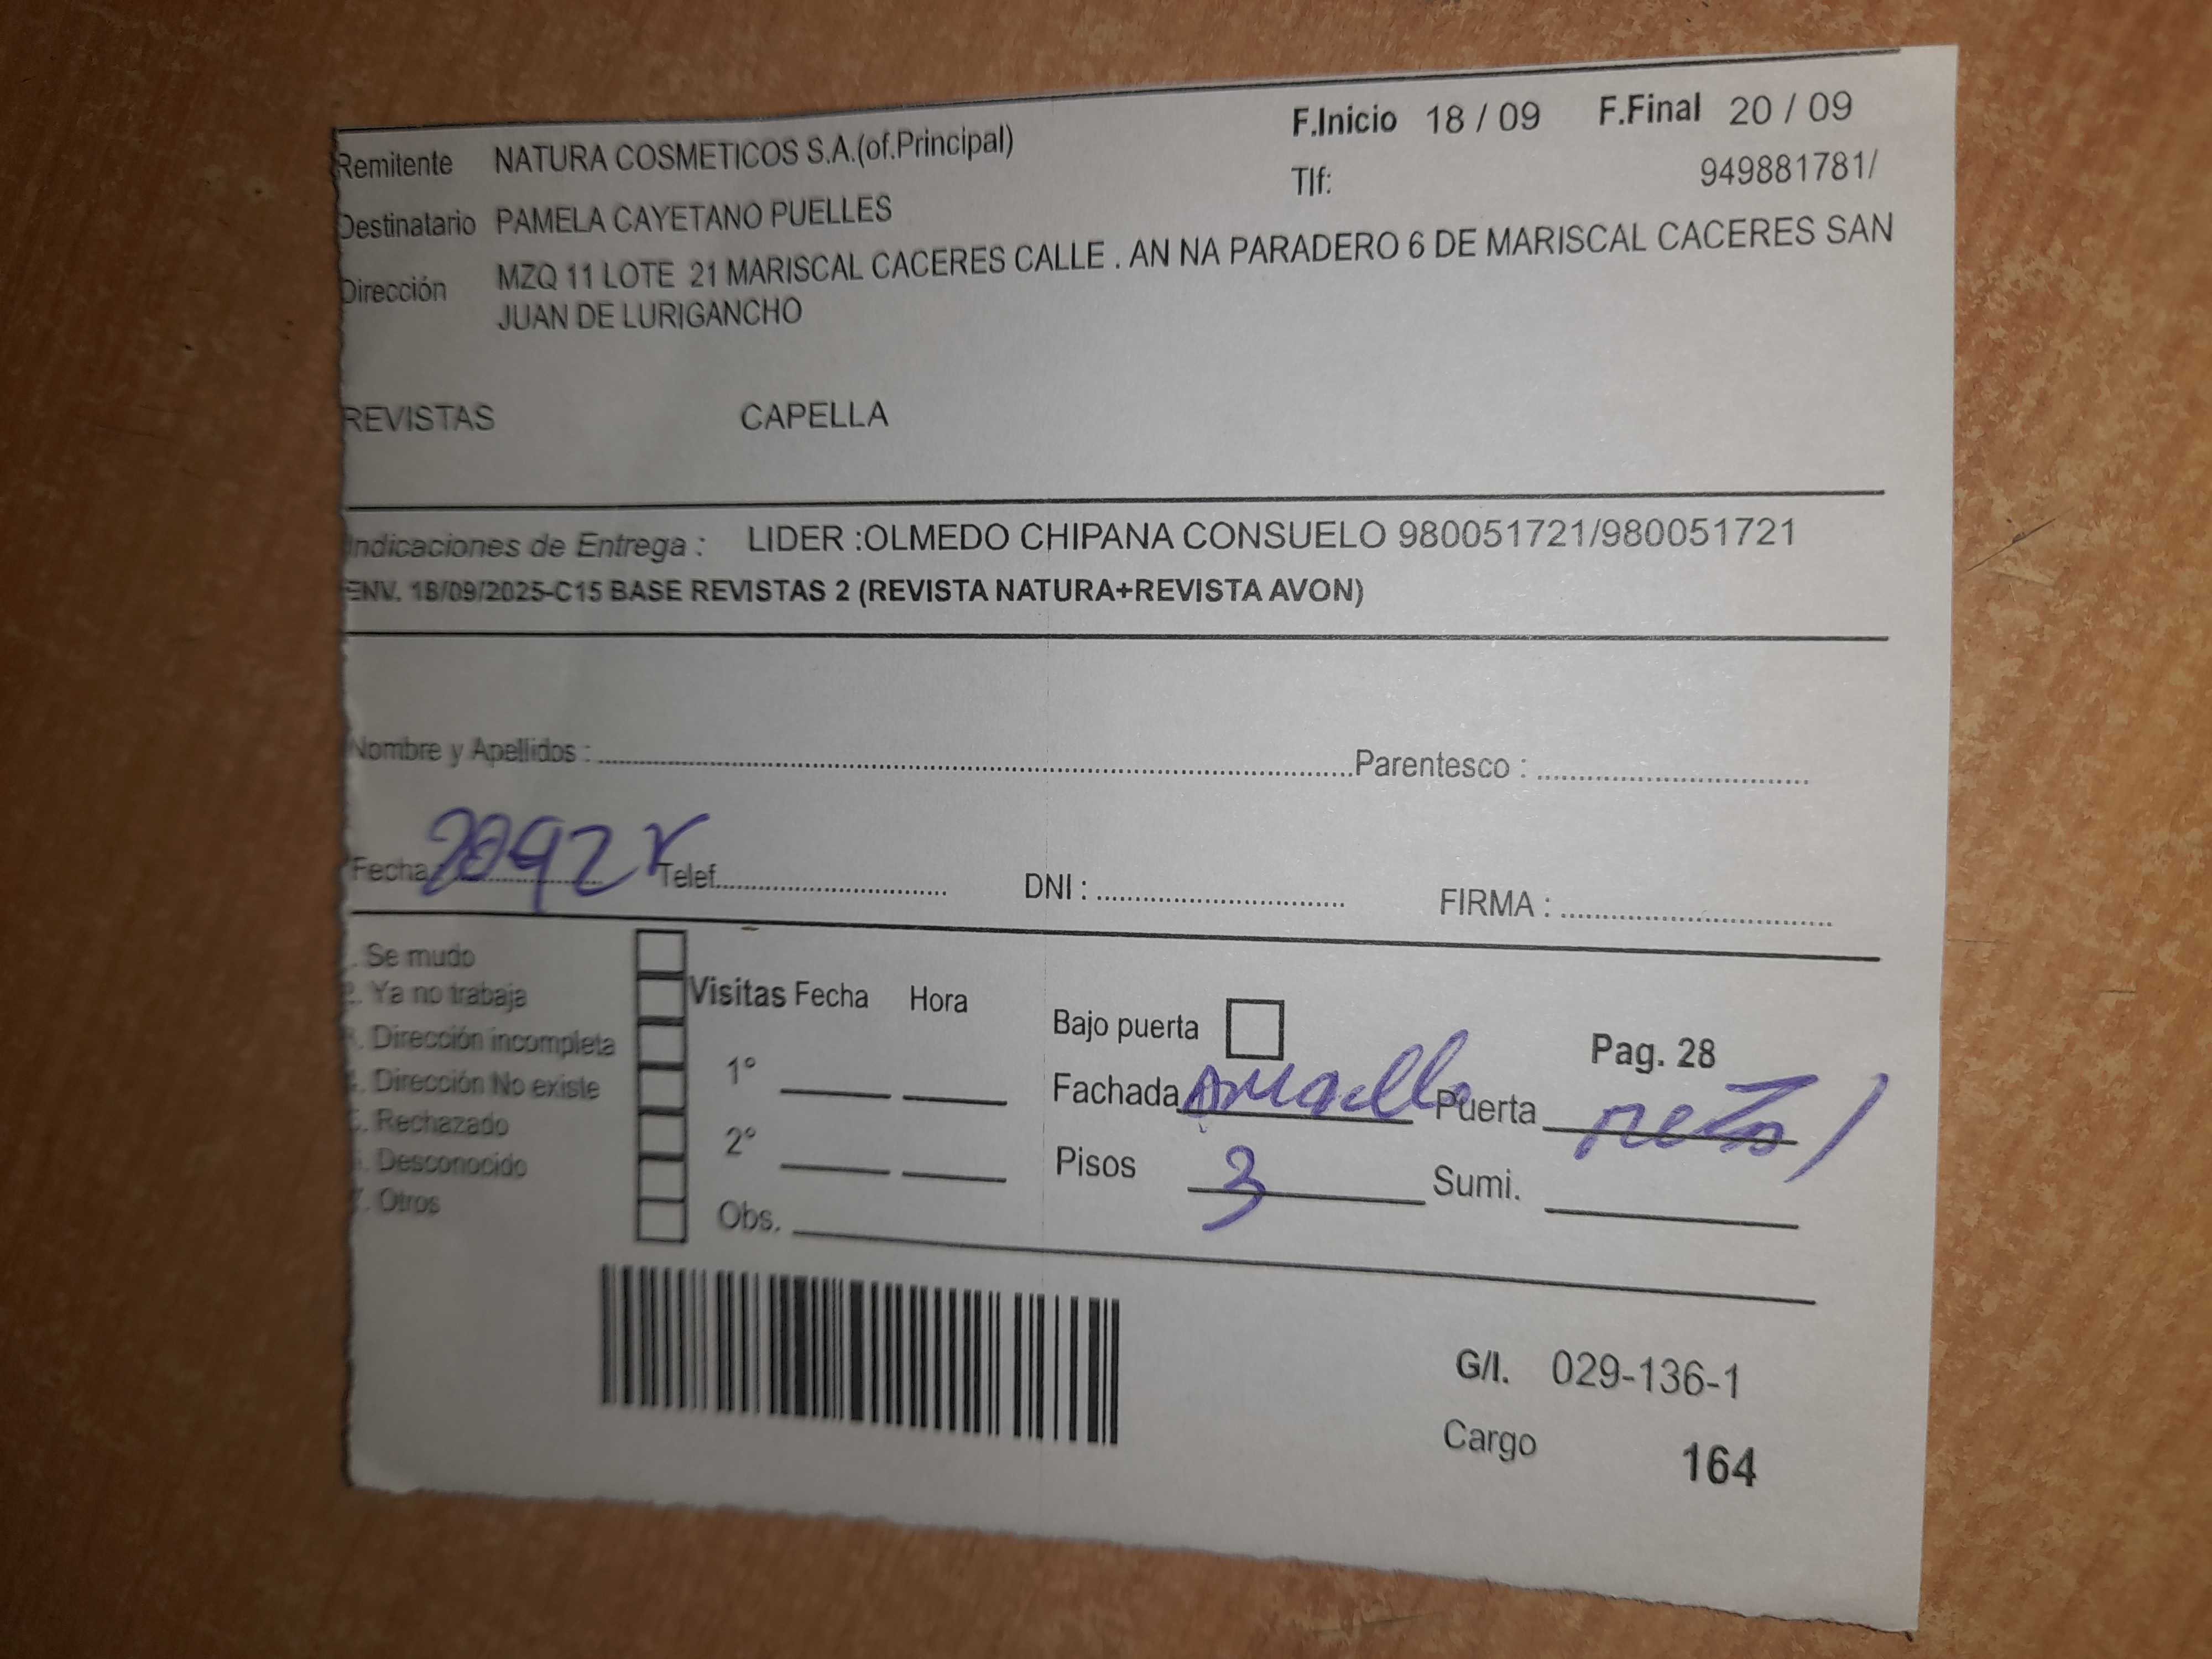 Remitente NATURA COSMETICOS S.A.(of.Principal) F.Inicio 18 / 09 F.Final 20 / 09
Tlf: 949881781/
Destinatario PAMELA CAYETANO PUELLES
Dirección MZQ 11 LOTE 21 MARISCAL CACERES CALLE . AN NA PARADERO 6 DE MARISCAL CACERES SAN
JUAN DE LURIGANCHO
REVISTAS CAPELLA
Indicaciones de Entrega : LIDER :OLMEDO CHIPANA CONSUELO 980051721/980051721
ENV. 18/09/2025-C15 BASE REVISTAS 2 (REVISTA NATURA+REVISTA AVON)
Nombre y Apellidos : Parentesco :
Fecha Telef. DNI : FIRMA :
. Se mudo
2. Ya no trabaja
. Dirección incompleta
. Dirección No existe
5. Rechazado
. Desconocido
7. Otros
Visitas Fecha Hora
1°
2°
Obs.
Bajo puerta Pag. 28
Fachada Puerta
Pisos 3 Sumi.
G/I. 029-136-1
Cargo 164